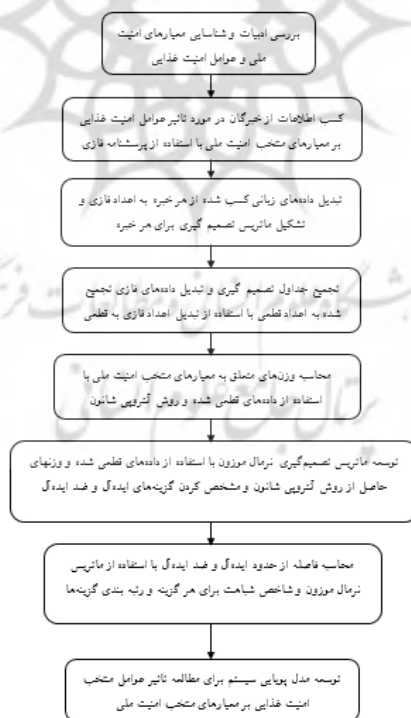 بررسی ادبیات و شناسایی معیارهای امنیت
ملی و عوامل امنیت غذایی
کسب اطلاعات از خبرگان در مورد تاثیر عوامل امنیت غذایی
بر معیارهای منتخب امنیت ملی با استفاده از پرسشنامه فازی
تبدیل داده‌های زبانی کسب شده از هر خبره به اعداد فازی و
تشکیل ماتریس تصمیم گیری برای هر خبره
تجمیع جداول تصمیم گیری و تبدیل داده‌های فازی تجمیع
شده به اعداد قطعی با استفاده از تبدیل اعداد فازی به قطعی
محاسبه وزن‌های متعلق به معیارهای منتخب امنیت ملی با
استفاده از داده‌های قطعی شده و روش آنتروپی شانون
توسعه ماتریس تصمیم‌گیری نرمال موزون با استفاده از داده‌های قطعی شده و وزنهای
حاصل از روش آنتروپی شانون و مشخص کردن گزینه‌های ایده‌آل و ضد ایده‌آل
محاسبه فاصله از حدود ایده‌آل و ضد ایده‌آل با استفاده از ماتریس
نرمال موزون و شاخص شباهت برای هر گزینه و رتبه بندی گزینه‌ها
توسعه مدل پویایی سیستم برای مطالعه تاثیر عوامل منتخب
امنیت غذایی بر معیارهای منتخب امنیت ملی